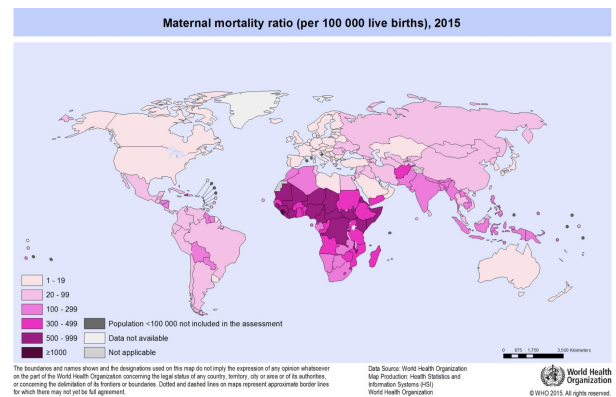 Maternal mortality ratio (per 100 000 live births), 2015
1 - 19
20 - 99
100 - 299
300 - 499
500 - 999
≥1000
Population <100 000 not included in the assessment
Data not available
Not applicable
0 875 1,750 3,500 Kilometers
The boundaries and names shown and the designations used on this map do not imply the expression of any opinion whatsoever
on the part of the World Health Organization concerning the legal status of any country, territory, city or area or of its authorities,
or concerning the delimitation of its frontiers or boundaries. Dotted and dashed lines on maps represent approximate border lines
for which there may not yet be full agreement.
Data Source: World Health Organization
Map Production: Health Statistics and
Information Systems (HSI)
World Health Organization
World Health
Organization
© WHO 2015. All rights reserved.